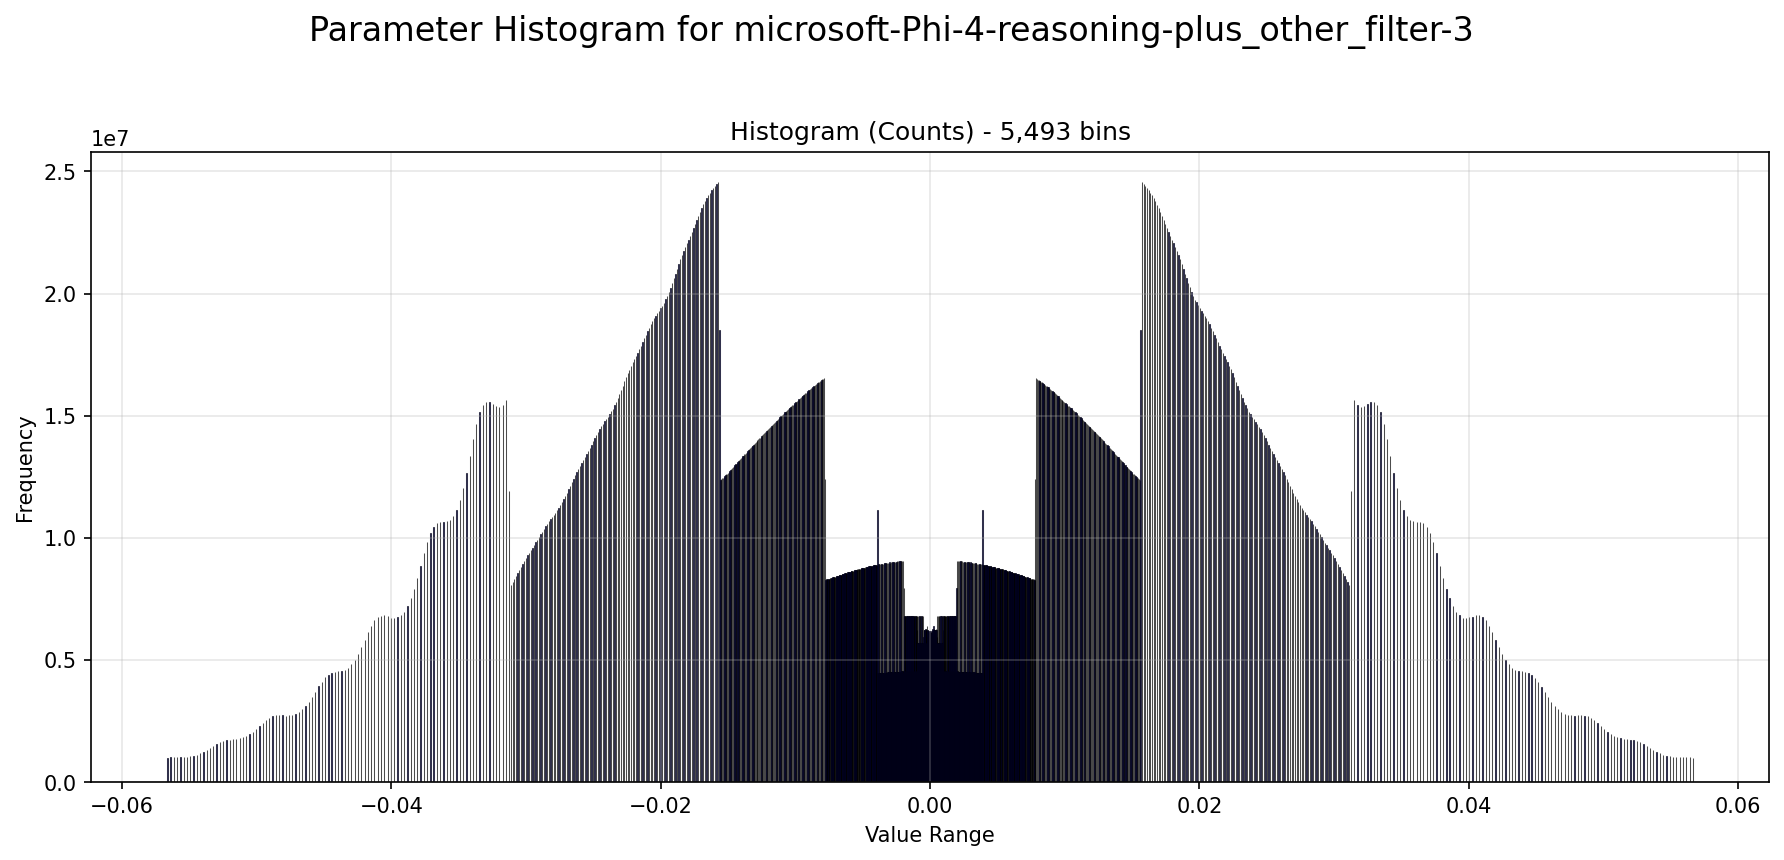 Parameter Histogram for microsoft-Phi-4-reasoning-plus_other_filter-3
Histogram (Counts) - 5,493 bins
1e7
2.5
2.0
1.5
1.0
0.5
0.0
Frequency
−0.06 −0.04 −0.02 0.00 0.02 0.04 0.06
Value Range